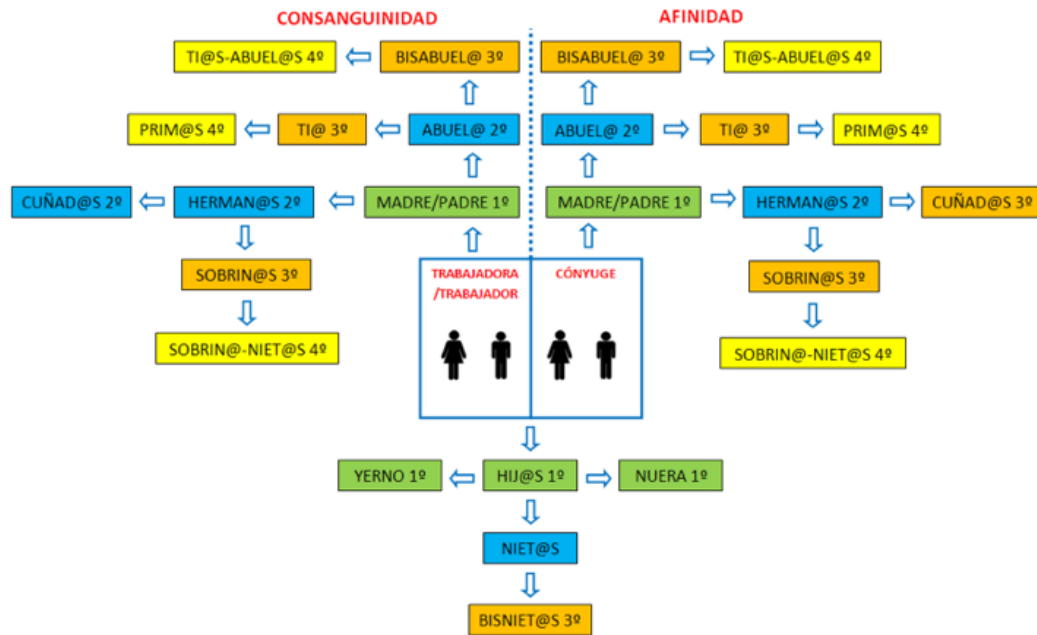 CONSANGUINIDAD
AFINIDAD
TI@S-ABUEL@S 4º
BISABUEL@ 3º
BISABUEL@ 3º
TI@S-ABUEL@S 4º
PRIM@S 4º
TI@ 3º
ABUEL@ 2º
ABUEL@ 2º
TI@ 3º
PRIM@S 4º
CUÑAD@S 2º
HERMAN@S 2º
MADRE/PADRE 1º
MADRE/PADRE 1º
HERMAN@S 2º
CUÑAD@S 3º
SOBRIN@S 3º
TRABAJADORA
/TRABAJADOR
CÓNYUGE
SOBRIN@S 3º
SOBRIN@-NIET@S 4º
SOBRIN@-NIET@S 4º
YERNO 1º
HIJ@S 1º
NUERA 1º
NIET@S
BISNIET@S 3º